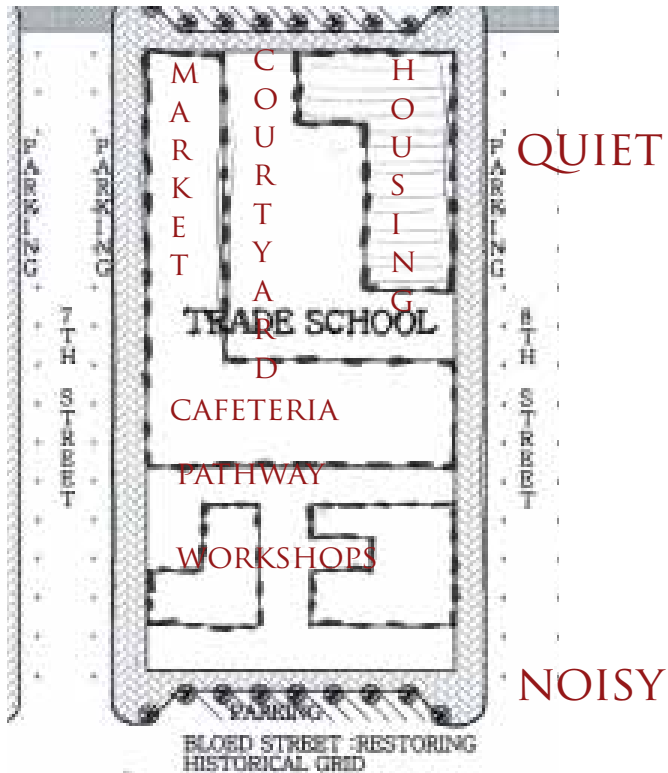 MARKET
COURTYARD
HOUSING
PARKING
PARKING
PARKING
QUIET
TRADE SCHOOL
7TH STREET
8TH STREET
CAFETERIA
PATHWAY
WORKSHOPS
NOISY
PARKING
BLOED STREET :RESTORING
HISTORICAL GRID